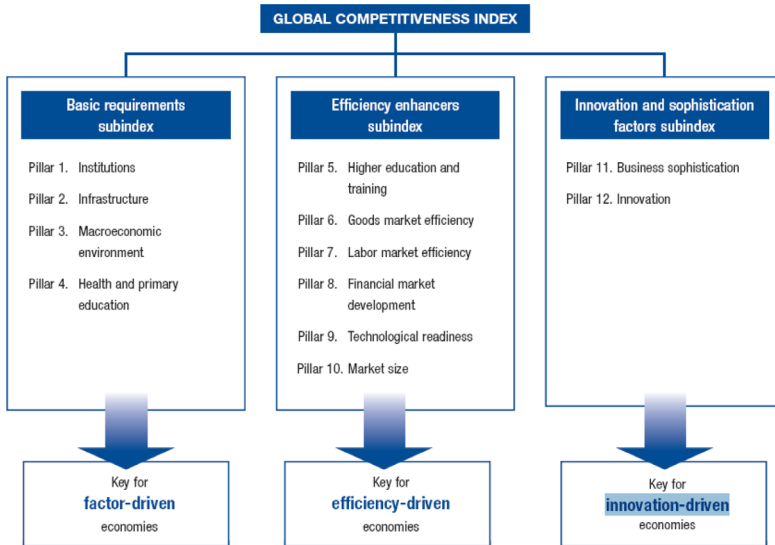 GLOBAL COMPETITIVENESS INDEX
Basic requirements
subindex
Pillar 1. Institutions
Pillar 2. Infrastructure
Pillar 3. Macroeconomic
environment
Pillar 4. Health and primary
education
Key for
factor-driven
economies
Efficiency enhancers
subindex
Pillar 5. Higher education and
training
Pillar 6. Goods market efficiency
Pillar 7. Labor market efficiency
Pillar 8. Financial market
development
Pillar 9. Technological readiness
Pillar 10. Market size
Key for
efficiency-driven
economies
Innovation and sophistication
factors subindex
Pillar 11. Business sophistication
Pillar 12. Innovation
Key for
innovation-driven
economies